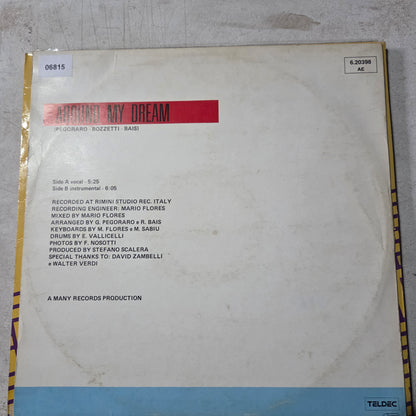 06815
6.20398
AE
AROUND MY DREAM
(PEGORARO - BOZZETTI - BAIS)
Side A vocal - 5:25
Side B instrumental - 6:05
RECORDED AT RIMINI STUDIO REC. ITALY
RECORDING ENGINEER: MARIO FLORES
MIXED BY MARIO FLORES
ARRANGED BY G. PEGORARO e R. BAIS
KEYBOARDS BY M. FLORES e M. SABIU
DRUMS BY E. VALLICELLI
PHOTOS BY F. NOSOTTI
PRODUCED BY STEFANO SCALERA
SPECIAL THANKS TO: DAVID ZAMBELLI
e WALTER VERDI
A MANY RECORDS PRODUCTION
TELDEC